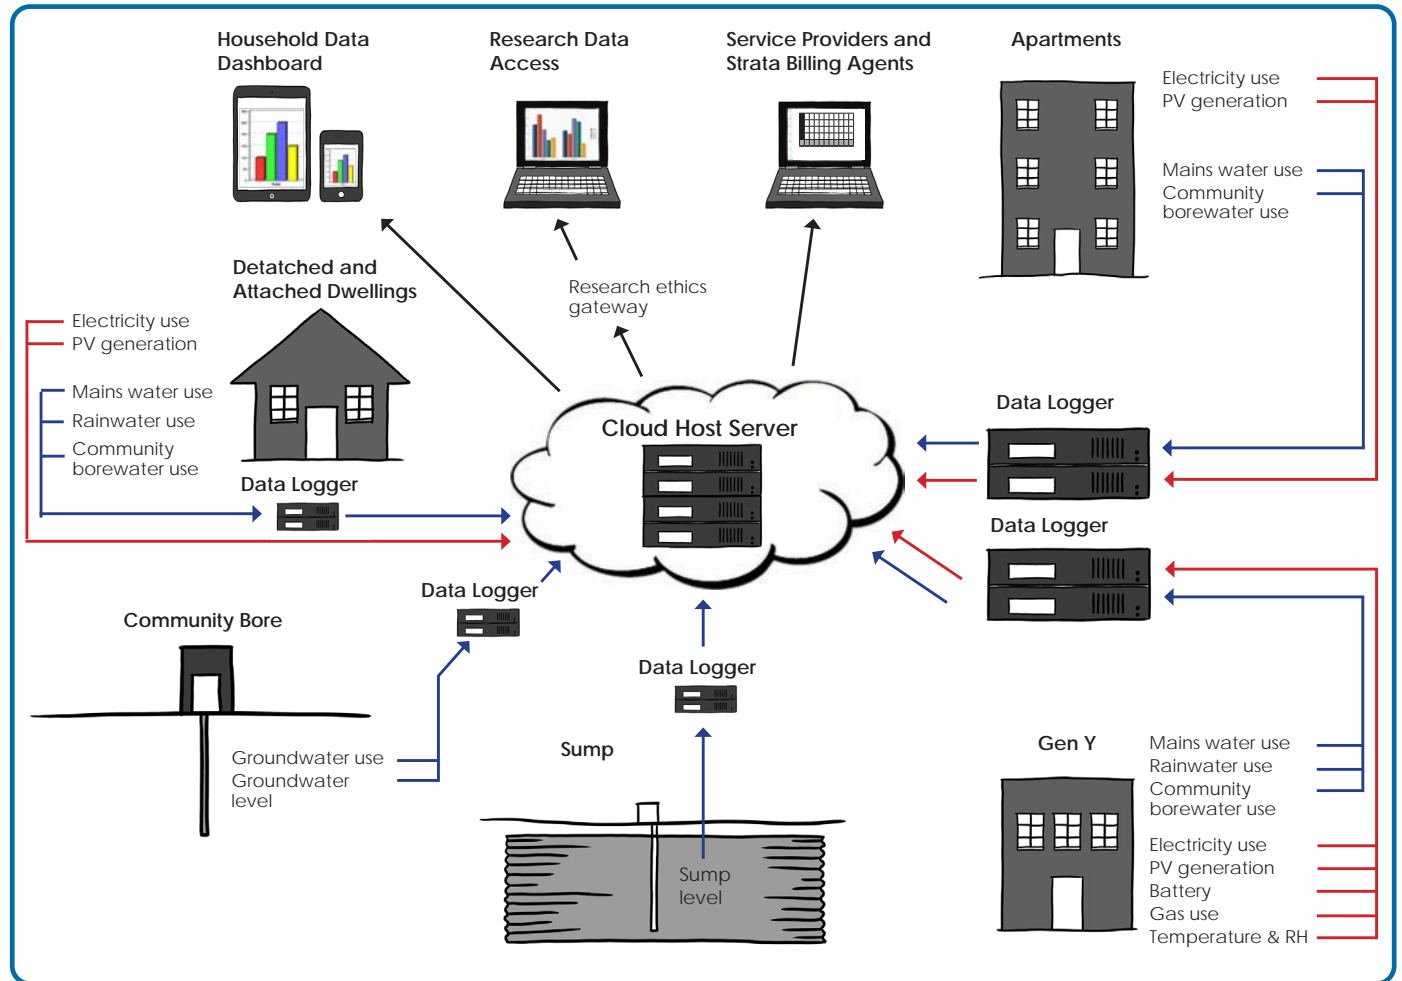 Household Data
Dashboard
Research Data
Access
Service Providers and
Strata Billing Agents
Apartments
Electricity use
PV generation
Mains water use
Community
borewater use
Detatched and
Attached Dwellings
Research ethics
gateway
Electricity use
PV generation
Mains water use
Rainwater use
Community
borewater use
Data Logger
Cloud Host Server
Data Logger
Data Logger
Data Logger
Community Bore
Groundwater use
Groundwater
level
Data Logger
Sump
Sump
level
Gen Y
Mains water use
Rainwater use
Community
borewater use
Electricity use
PV generation
Battery
Gas use
Temperature & RH